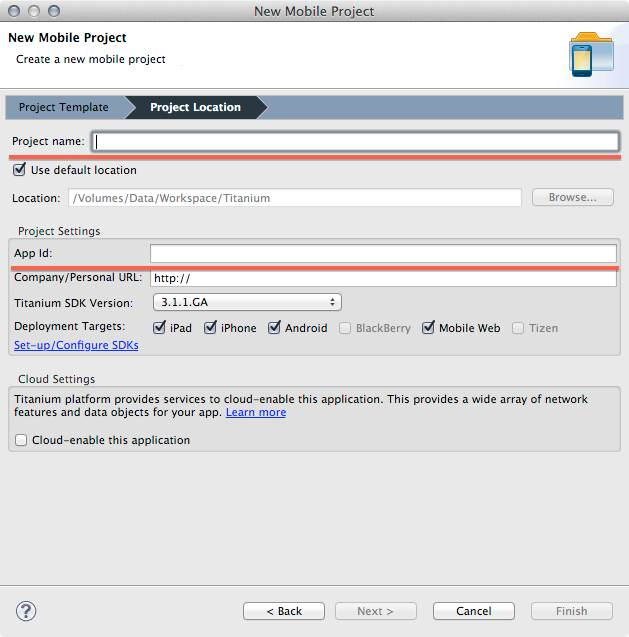 New Mobile Project
New Mobile Project
Create a new mobile project
Project Template Project Location
Project name:
Use default location
Location: /Volumes/Data/Workspace/Titanium Browse...
Project Settings
App Id:
Company/Personal URL: http://
Titanium SDK Version: 3.1.1.GA
Deployment Targets: iPad iPhone Android BlackBerry Mobile Web Tizen
Set-up/Configure SDKs
Cloud Settings
Titanium platform provides services to cloud-enable this application. This provides a wide array of network
features and data objects for your app. Learn more
Cloud-enable this application
? < Back Next > Cancel Finish